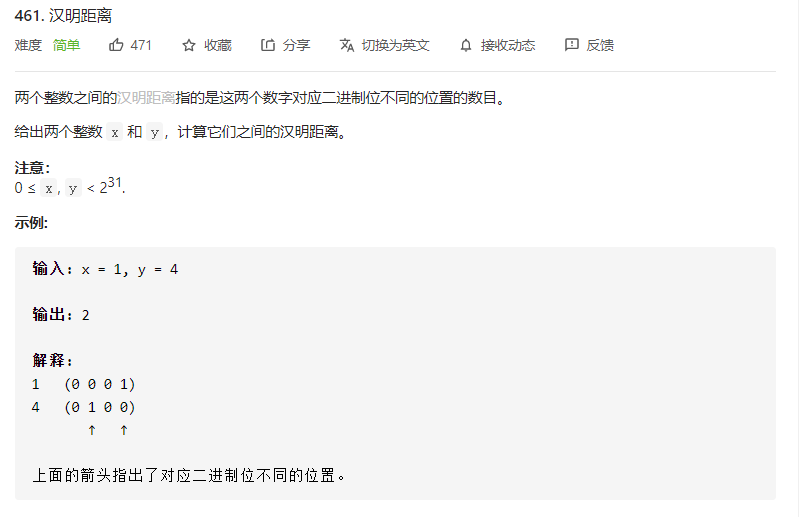 461. 汉明距离
难度 简单 471 收藏 分享 切换为英文 接收动态 反馈
两个整数之间的汉明距离指的是这两个数字对应二进制位不同的位置的数目。
给出两个整数 x 和 y，计算它们之间的汉明距离。
注意：
0 ≤ x, y < 2³¹.
示例:
输入: x = 1, y = 4
输出: 2
解释:
1 (0 0 0 1)
4 (0 1 0 0)
↑ ↑
上面的箭头指出了对应二进制位不同的位置。